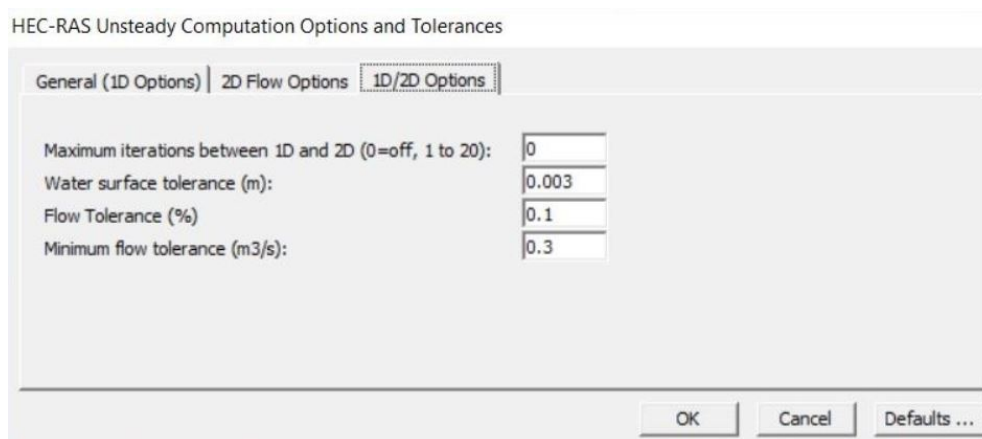 HEC-RAS Unsteady Computation Options and Tolerances
General (1D Options) 2D Flow Options 1D/2D Options
Maximum iterations between 1D and 2D (0=off, 1 to 20): 0
Water surface tolerance (m): 0.003
Flow Tolerance (%) 0.1
Minimum flow tolerance (m3/s): 0.3
OK Cancel Defaults ...